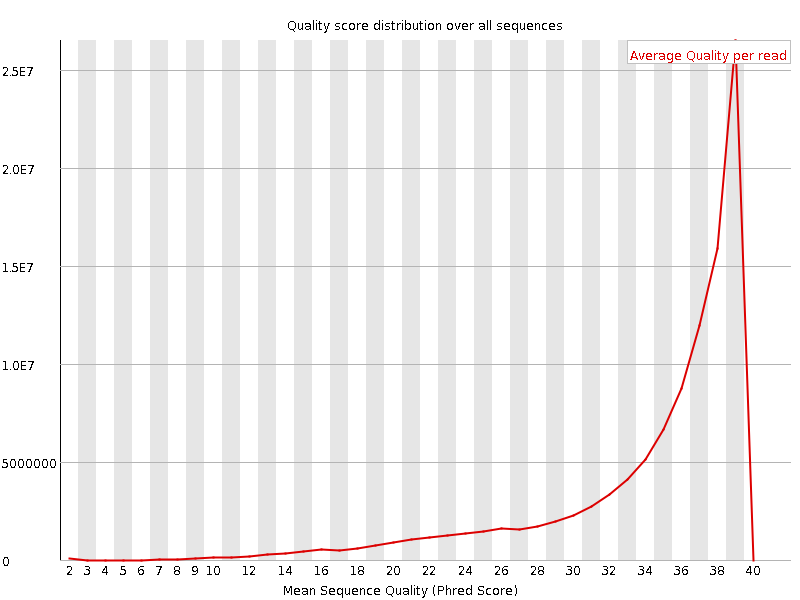 Quality score distribution over all sequences
Average Quality per read
2.5E7
2.0E7
1.5E7
1.0E7
5000000
0
2 3 4 5 6 7 8 9 10 12 14 16 18 20 22 24 26 28 30 32 34 36 38 40
Mean Sequence Quality (Phred Score)